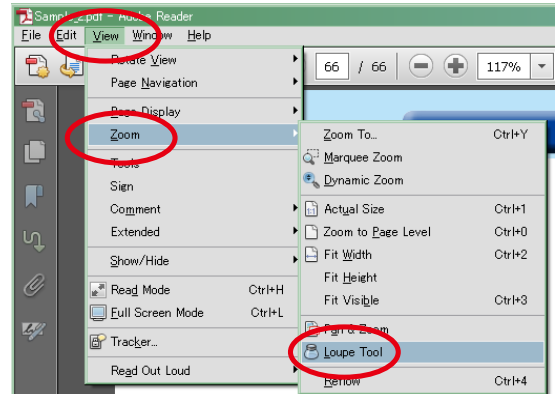 Sample_2.pdf - Adobe Reader
File Edit View Window Help
66 / 66 117%
Rotate View
Page Navigation
Page Display
Zoom
Tools
Sign
Comment
Extended
Show/Hide
Read Mode Ctrl+H
Full Screen Mode Ctrl+L
Tracker...
Read Out Loud
Zoom To... Ctrl+Y
Marquee Zoom
Dynamic Zoom
Actual Size Ctrl+1
Zoom to Page Level Ctrl+0
Fit Width Ctrl+2
Fit Height
Fit Visible Ctrl+3
Pan & Zoom
Loupe Tool
Reflow Ctrl+4